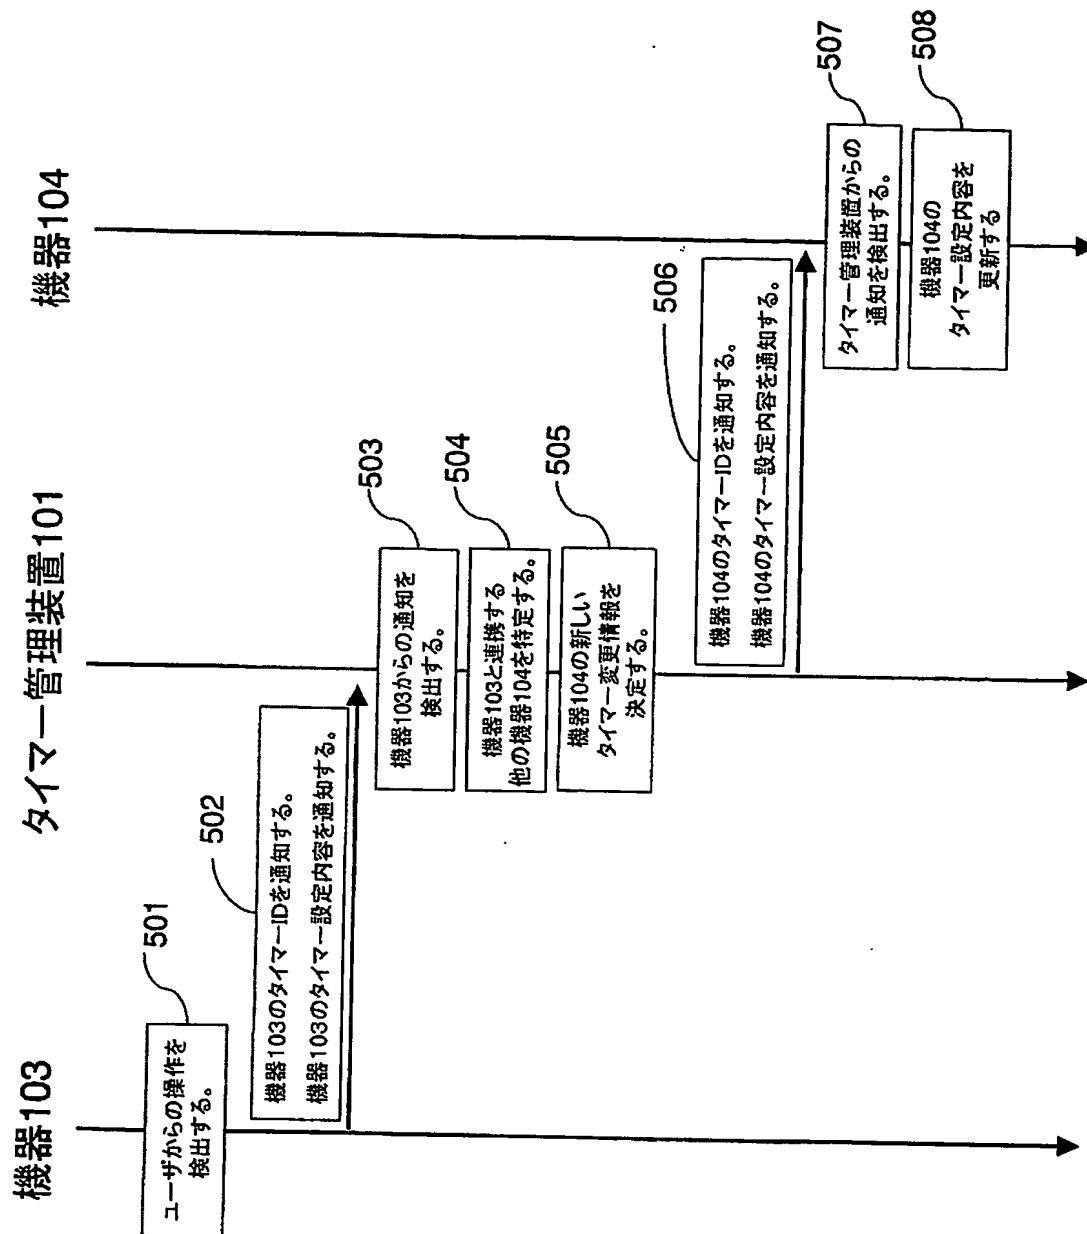 機器103
タイマー管理装置101
機器104
ユーザからの操作を
検出する。
501
機器103のタイマーIDを通知する。
機器103のタイマー設定内容を通知する。
502
機器103からの通知を
検出する。
503
機器103と連携する
他の機器104を特定する。
504
機器104の新しい
タイマー変更情報を
決定する。
505
機器104のタイマーIDを通知する。
機器104のタイマー設定内容を通知する。
506
タイマー管理装置からの
通知を検出する。
507
機器104の
タイマー設定内容を
更新する
508